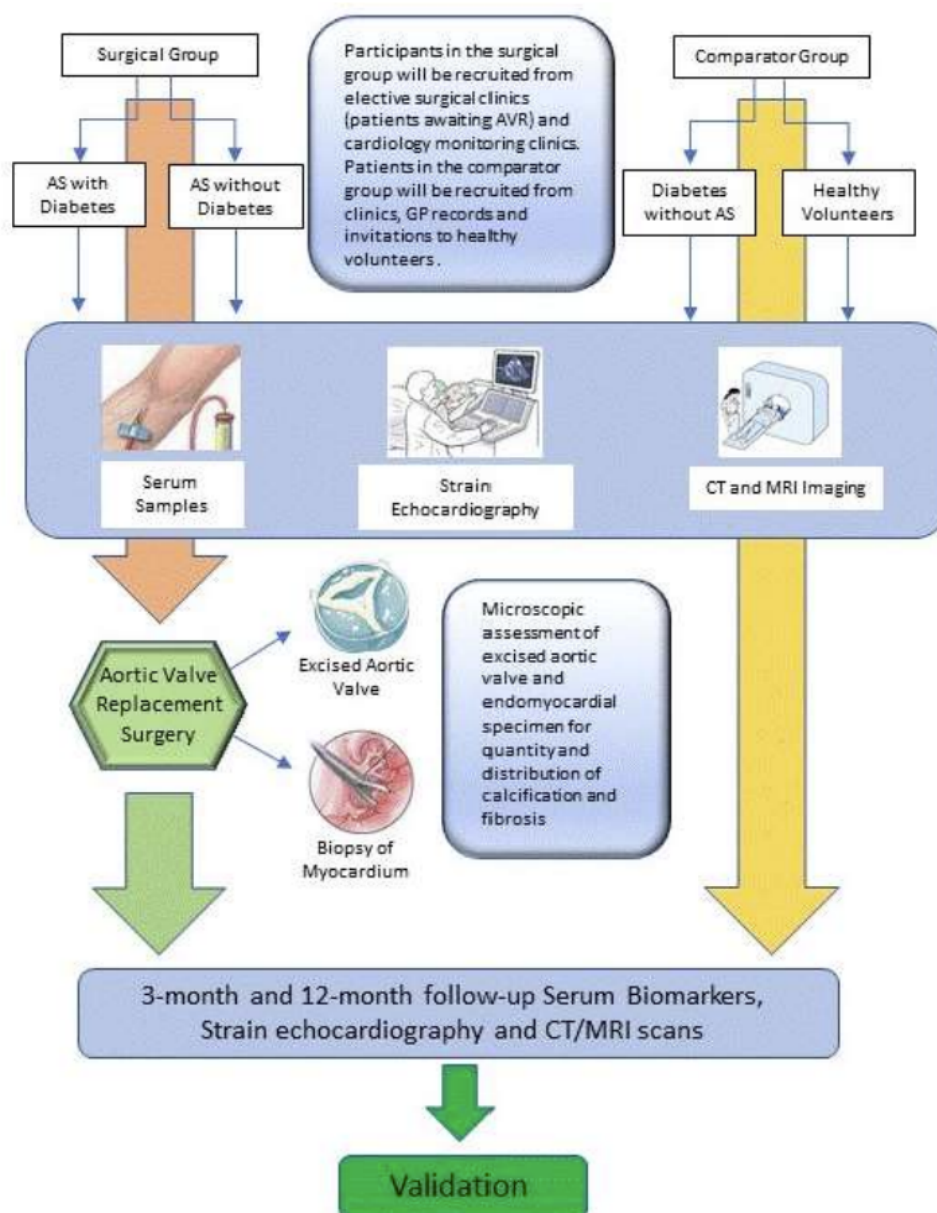 Surgical Group
Participants in the surgical
group will be recruited from
elective surgical clinics
(patients awaiting AVR) and
cardiology monitoring clinics.
Patients in the comparator
group will be recruited from
clinics, GP records and
invitations to healthy
volunteers .
Comparator Group
AS with
Diabetes
AS without
Diabetes
Diabetes
without AS
Healthy
Volunteers
Serum
Samples
Strain
Echocardiography
CT and MRI Imaging
Aortic Valve
Replacement
Surgery
Excised Aortic
Valve
Biopsy of
Myocardium
Microscopic
assessment of
excised aortic
valve and
endomyocardial
specimen for
quantity and
distribution of
calcification and
fibrosis
3-month and 12-month follow-up Serum Biomarkers,
Strain echocardiography and CT/MRI scans
Validation